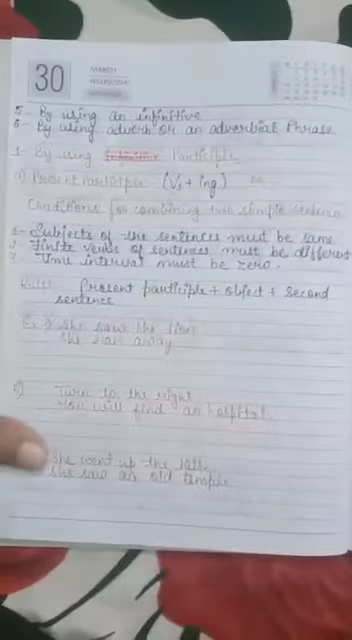 30
MARCH
WEDNESDAY
5- By using an infinitive
6- By using adverb or an adverbial Phrase
1- By using Participle
a) Present Participle - (V₁ + ing)
Conditions for combining two simple sentence
1- Subjects of the sentences must be same
2- Finite verbs of sentences must be different
3- Time interval must be zero.
Rule: Present participle + object + second
sentence
Ex. She saw the lion
She ran away
Turn to the right
You will find an hospital
She went up the hill
She saw an old temple